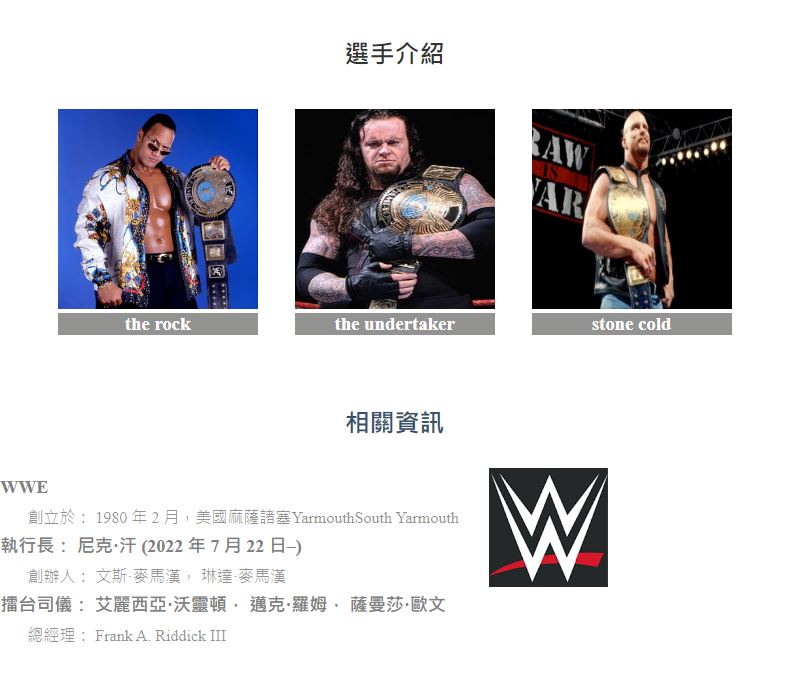 選手介紹
RAW
IS
WAR
the rock
the undertaker
stone cold
相關資訊
WWE
創立於： 1980 年 2 月，美國麻薩諸塞YarmouthSouth Yarmouth
執行長： 尼克·汗 (2022 年 7 月 22 日–)
創辦人： 文斯·麥馬漢， 琳達·麥馬漢
擂台司儀： 艾麗西亞·沃靈頓． 邁克·羅姆． 薩曼莎·歐文
總經理： Frank A. Riddick III